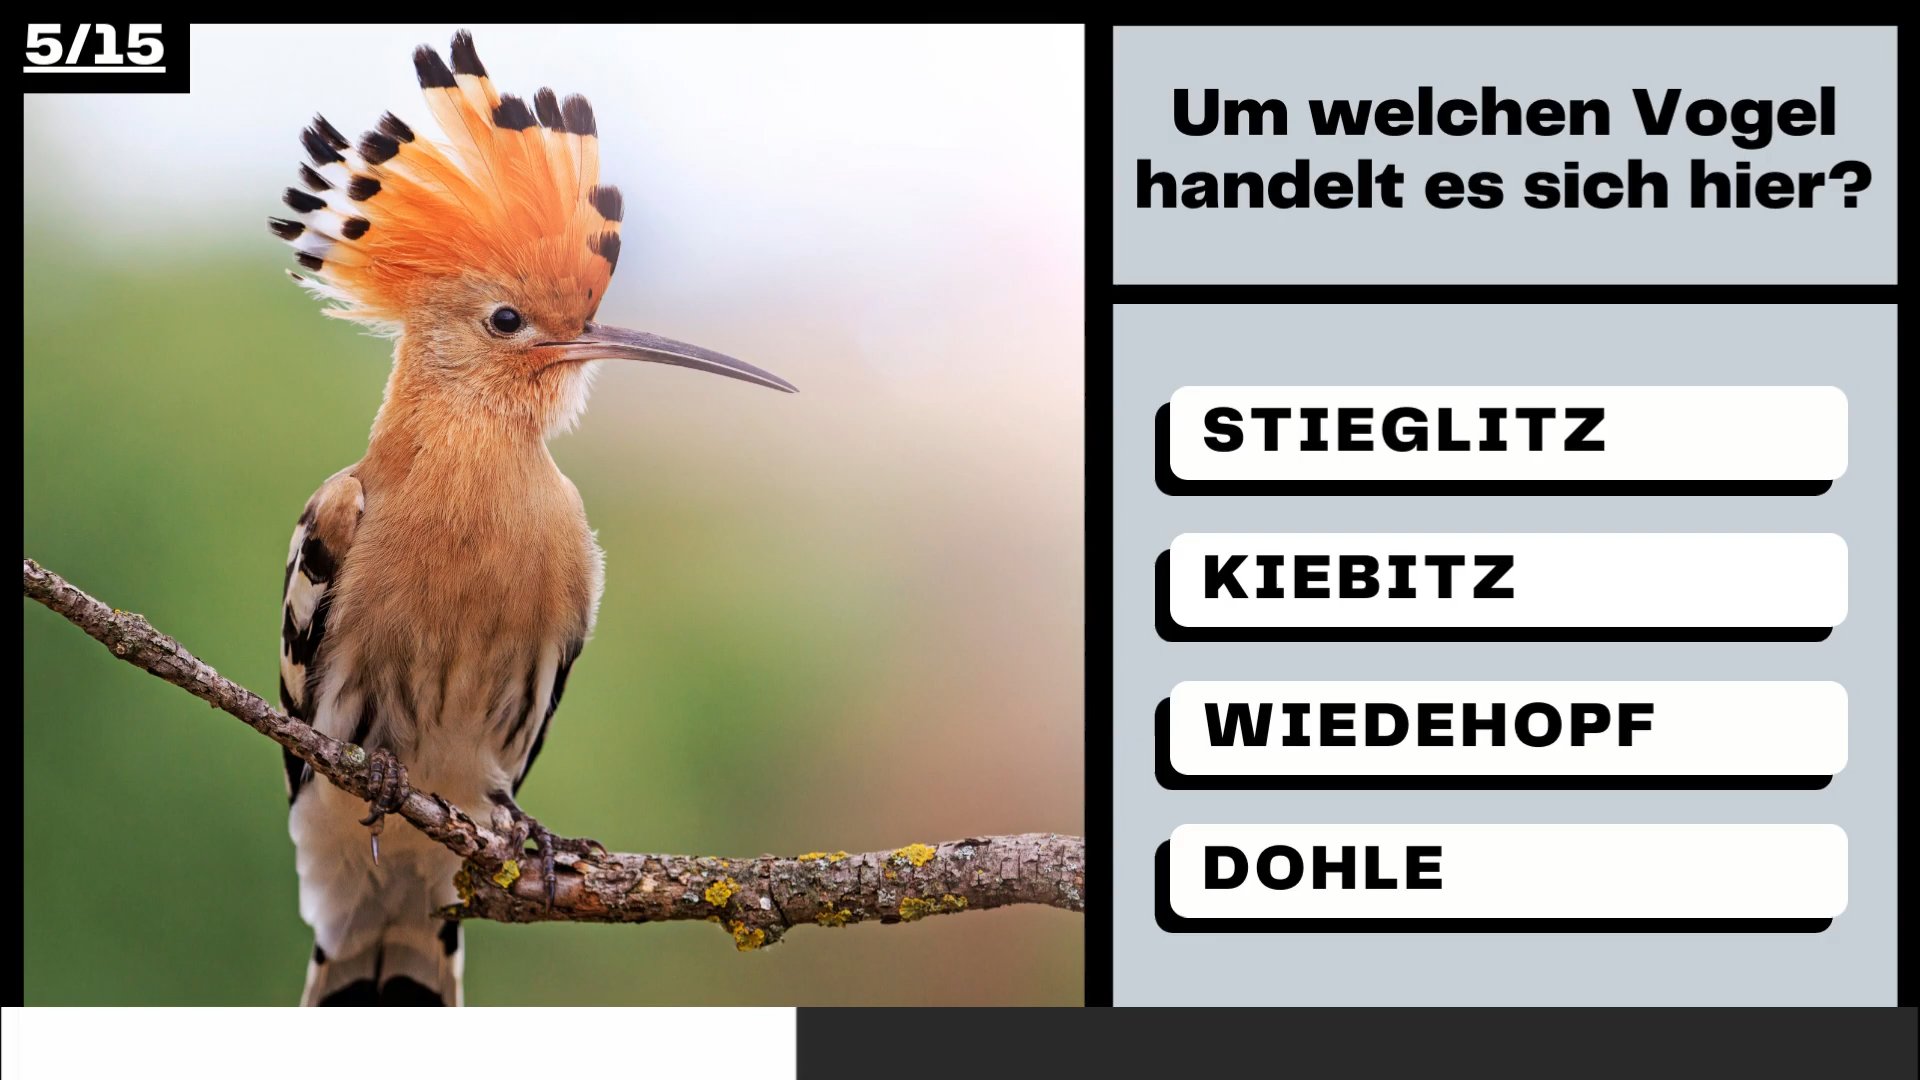 5/15
Um welchen Vogel
handelt es sich hier?
STIEGLITZ
KIEBITZ
WIEDEHOPF
DOHLE